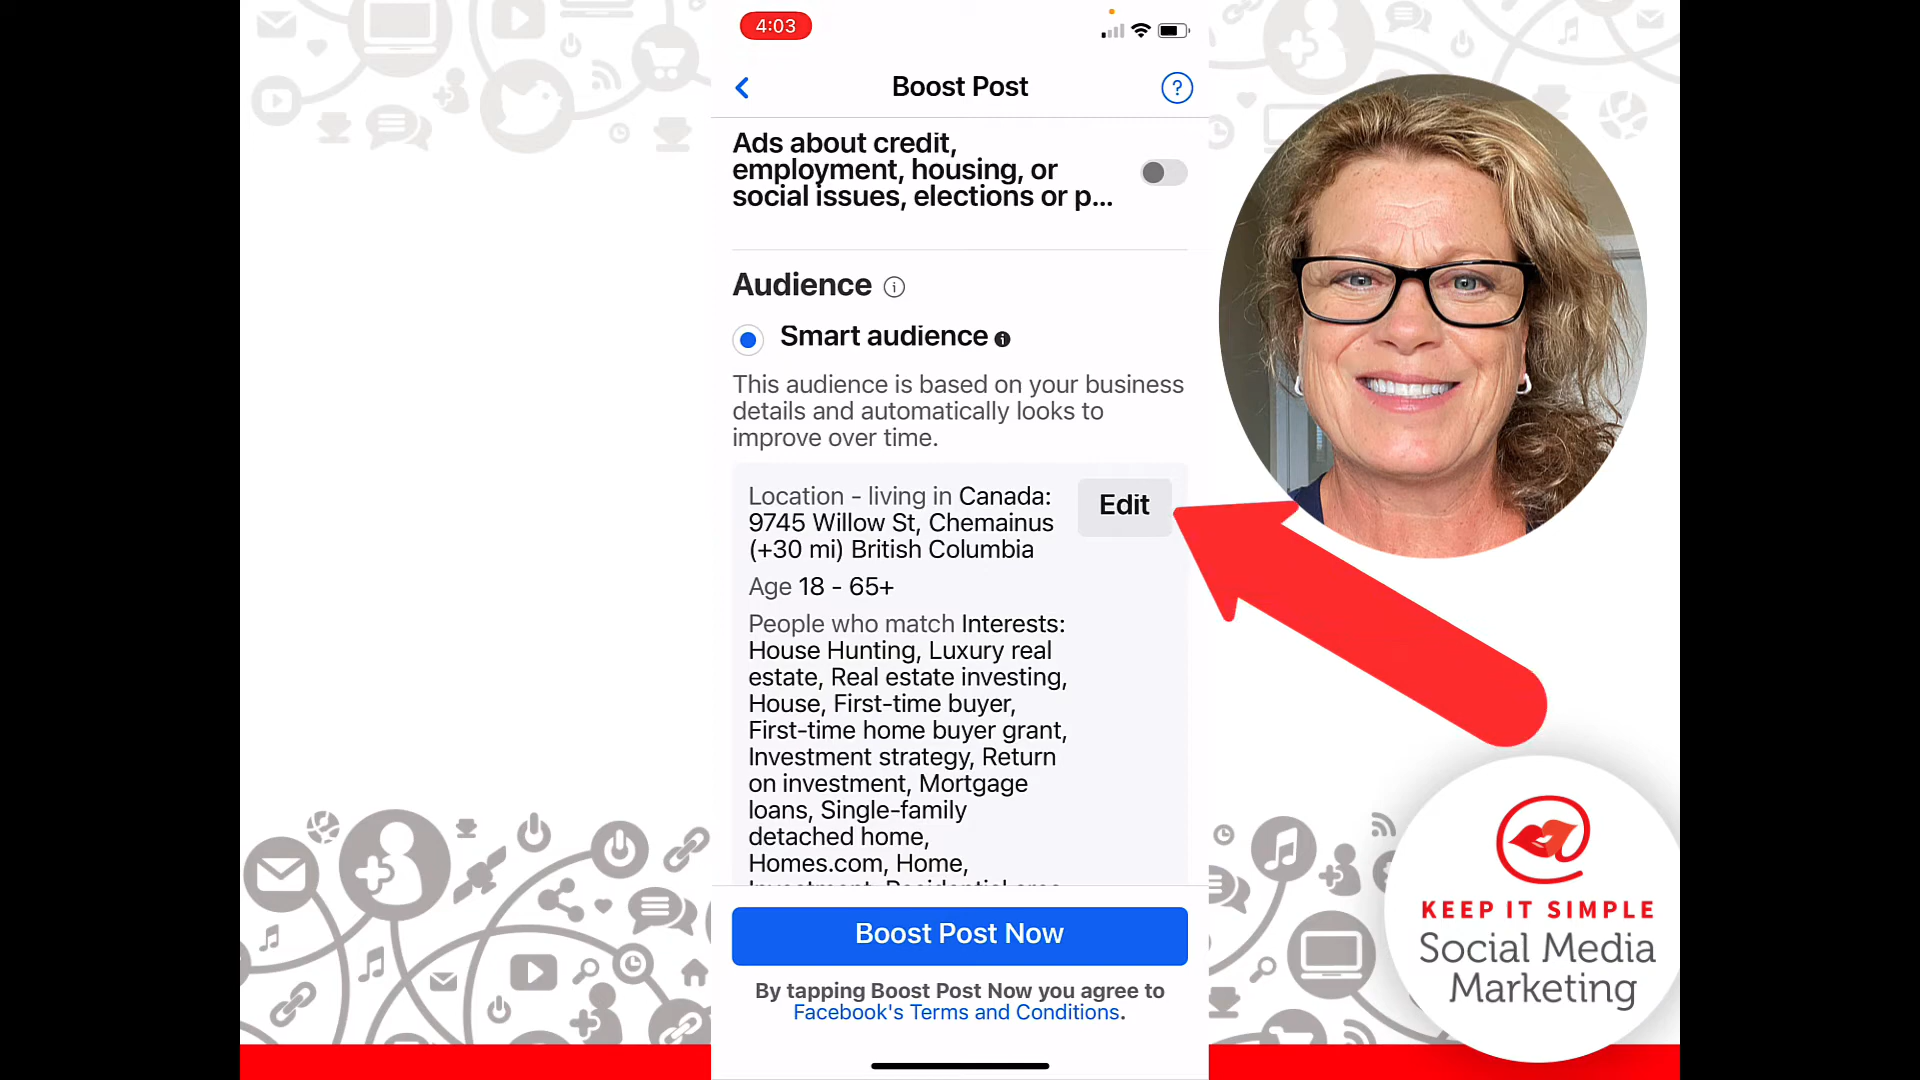 4:03
Boost Post
?
Ads about credit,
employment, housing, or
social issues, elections or p...
Audience
Smart audience
This audience is based on your business
details and automatically looks to
improve over time.
Location - living in Canada:
9745 Willow St, Chemainus
(+30 mi) British Columbia
Edit
Age 18 - 65+
People who match Interests:
House Hunting, Luxury real
estate, Real estate investing,
House, First-time buyer,
First-time home buyer grant,
Investment strategy, Return
on investment, Mortgage
loans, Single-family
detached home,
Homes.com, Home,
Boost Post Now
By tapping Boost Post Now you agree to
Facebook's Terms and Conditions.
KEEP IT SIMPLE
Social Media
Marketing